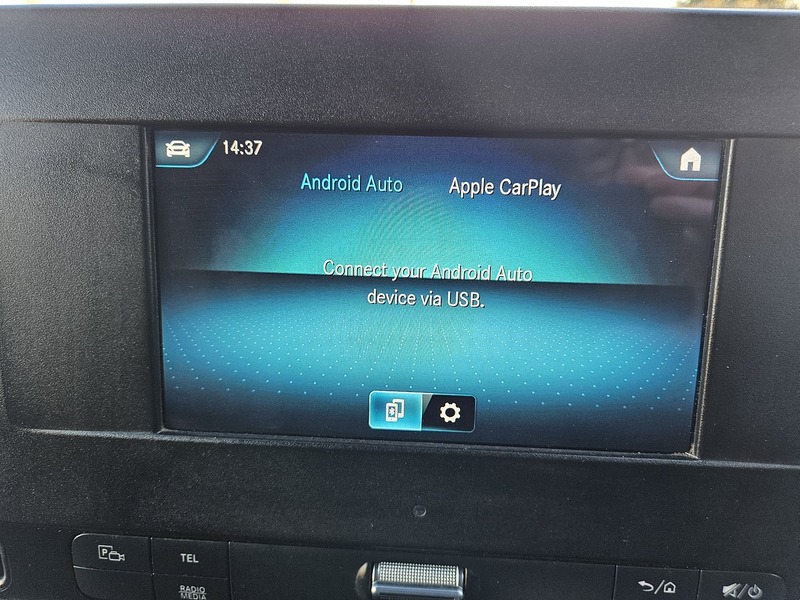 14:37
Android Auto Apple CarPlay
Connect your Android Auto
device via USB.
P
TEL
RADIO
MEDIA